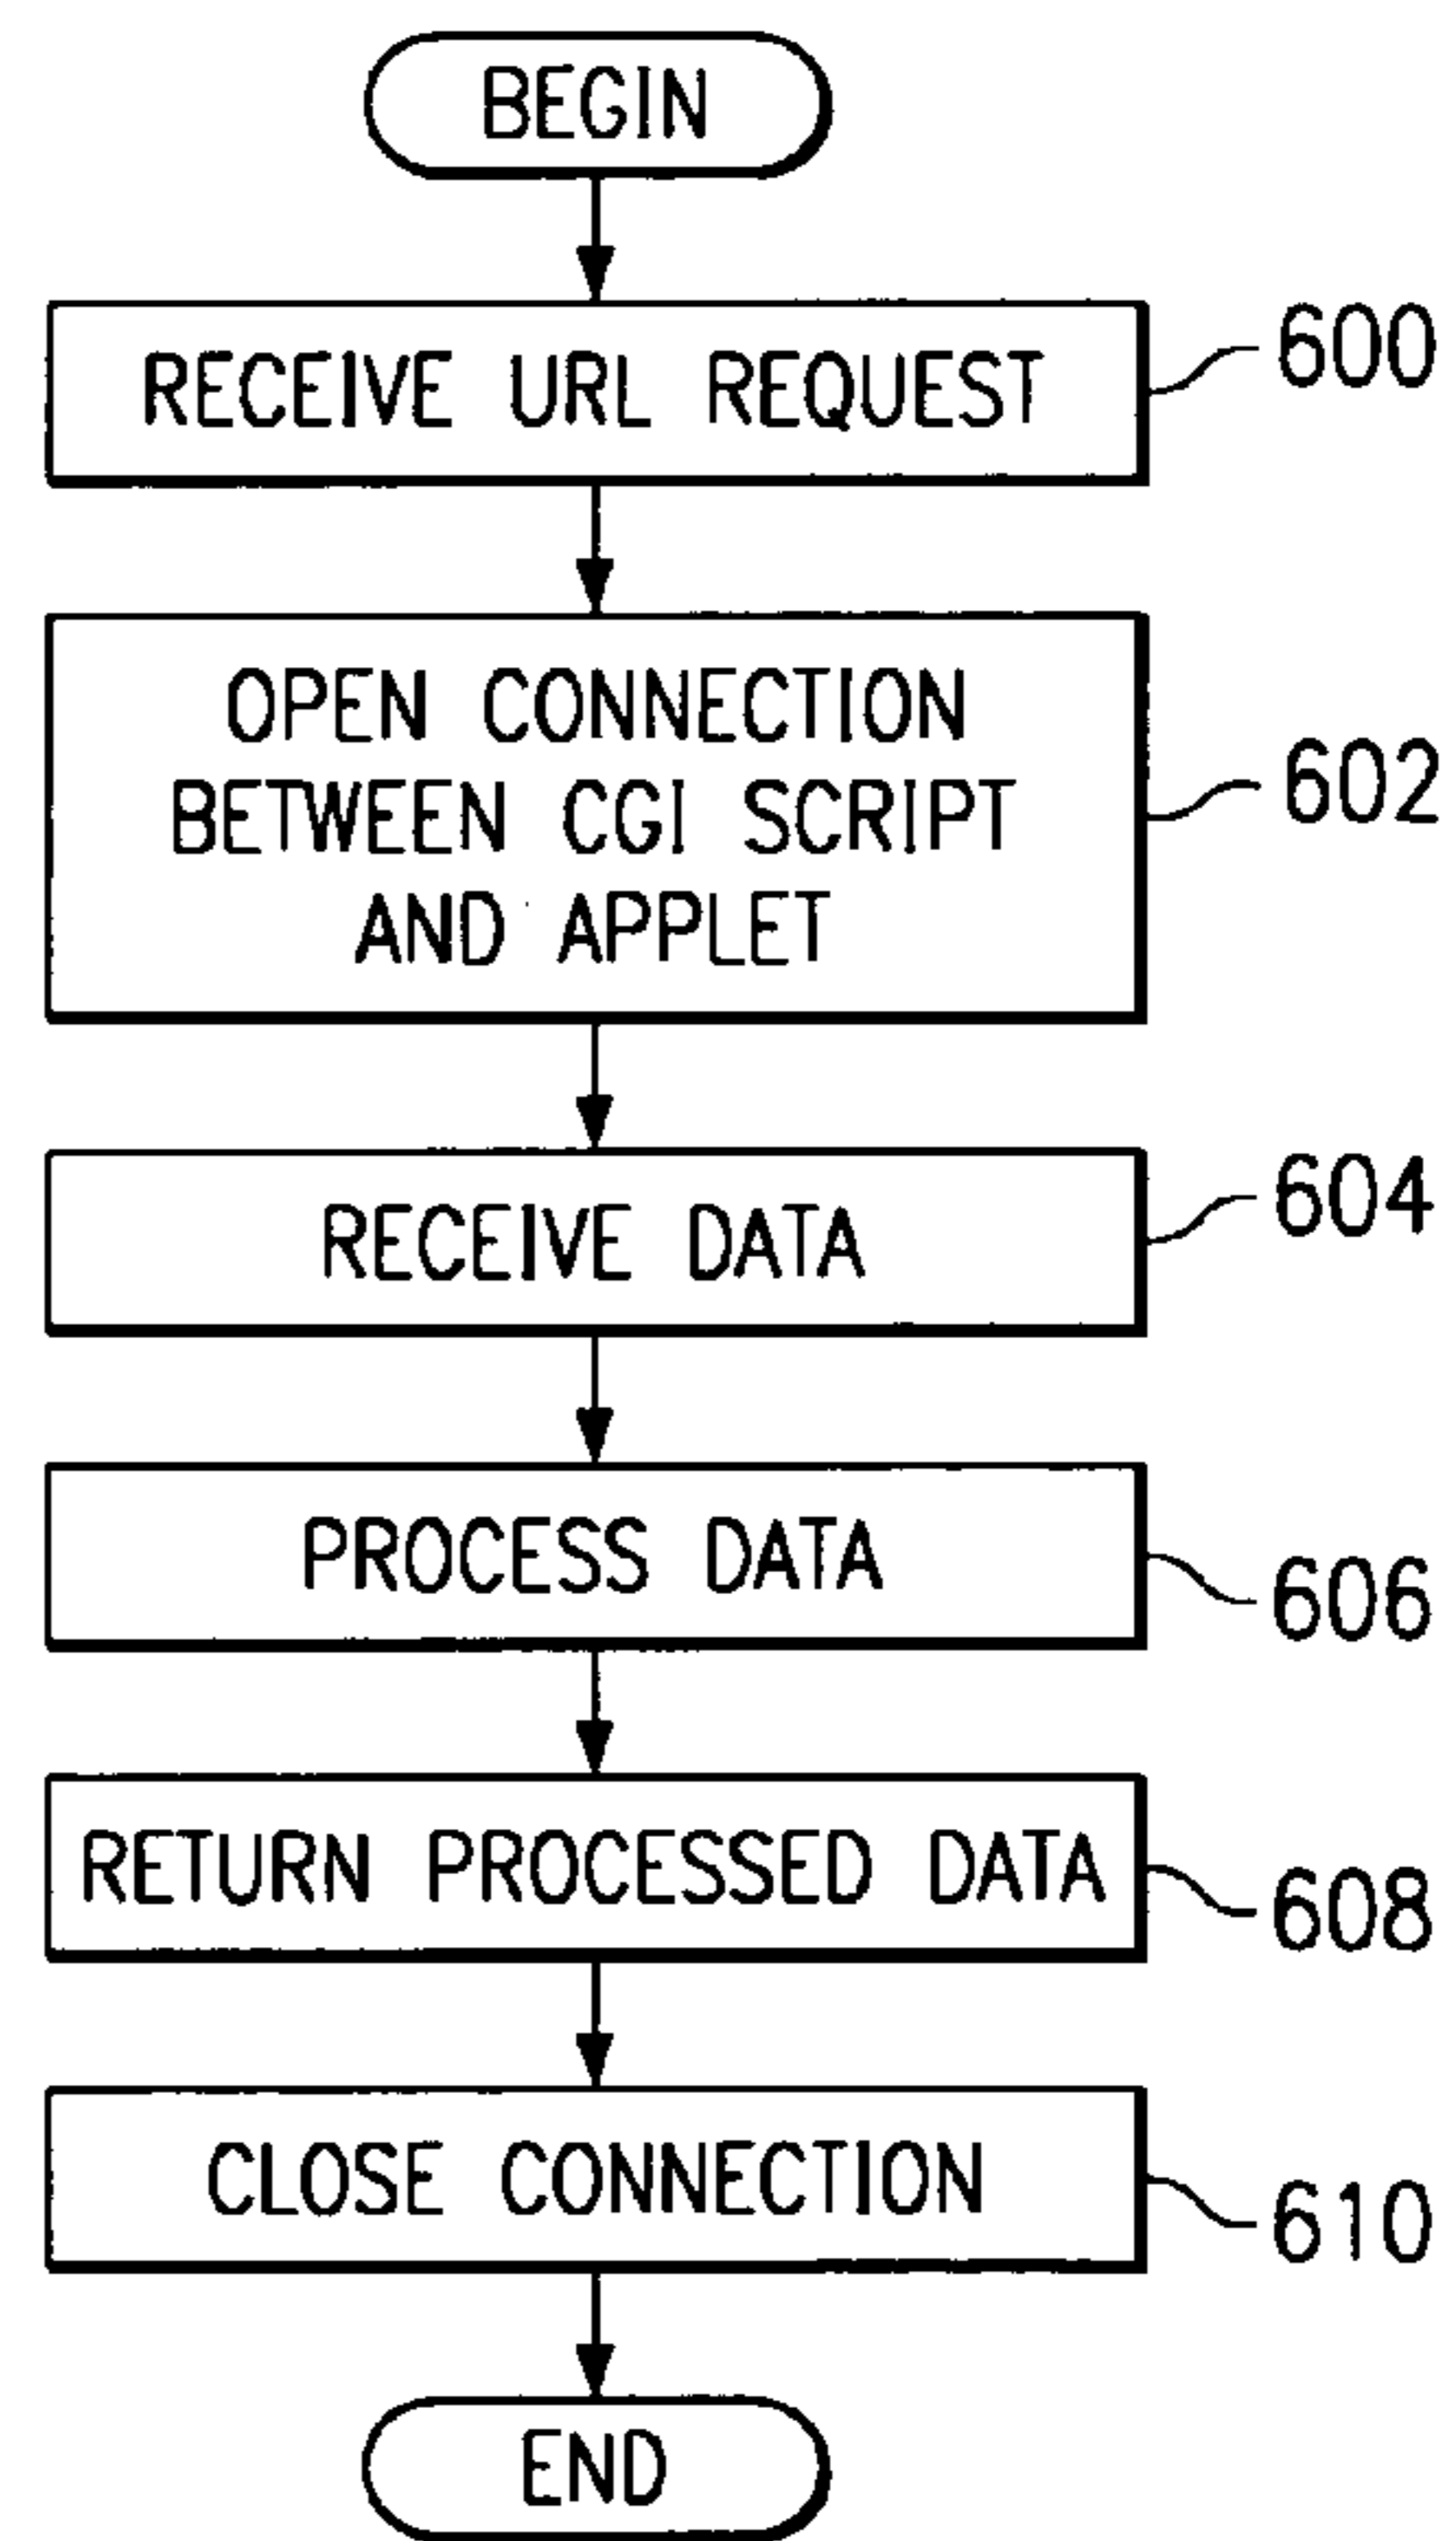 BEGIN
RECEIVE URL REQUEST
600
OPEN CONNECTION
BETWEEN CGI SCRIPT
AND APPLET
602
RECEIVE DATA
604
PROCESS DATA
606
RETURN PROCESSED DATA
608
CLOSE CONNECTION
610
END